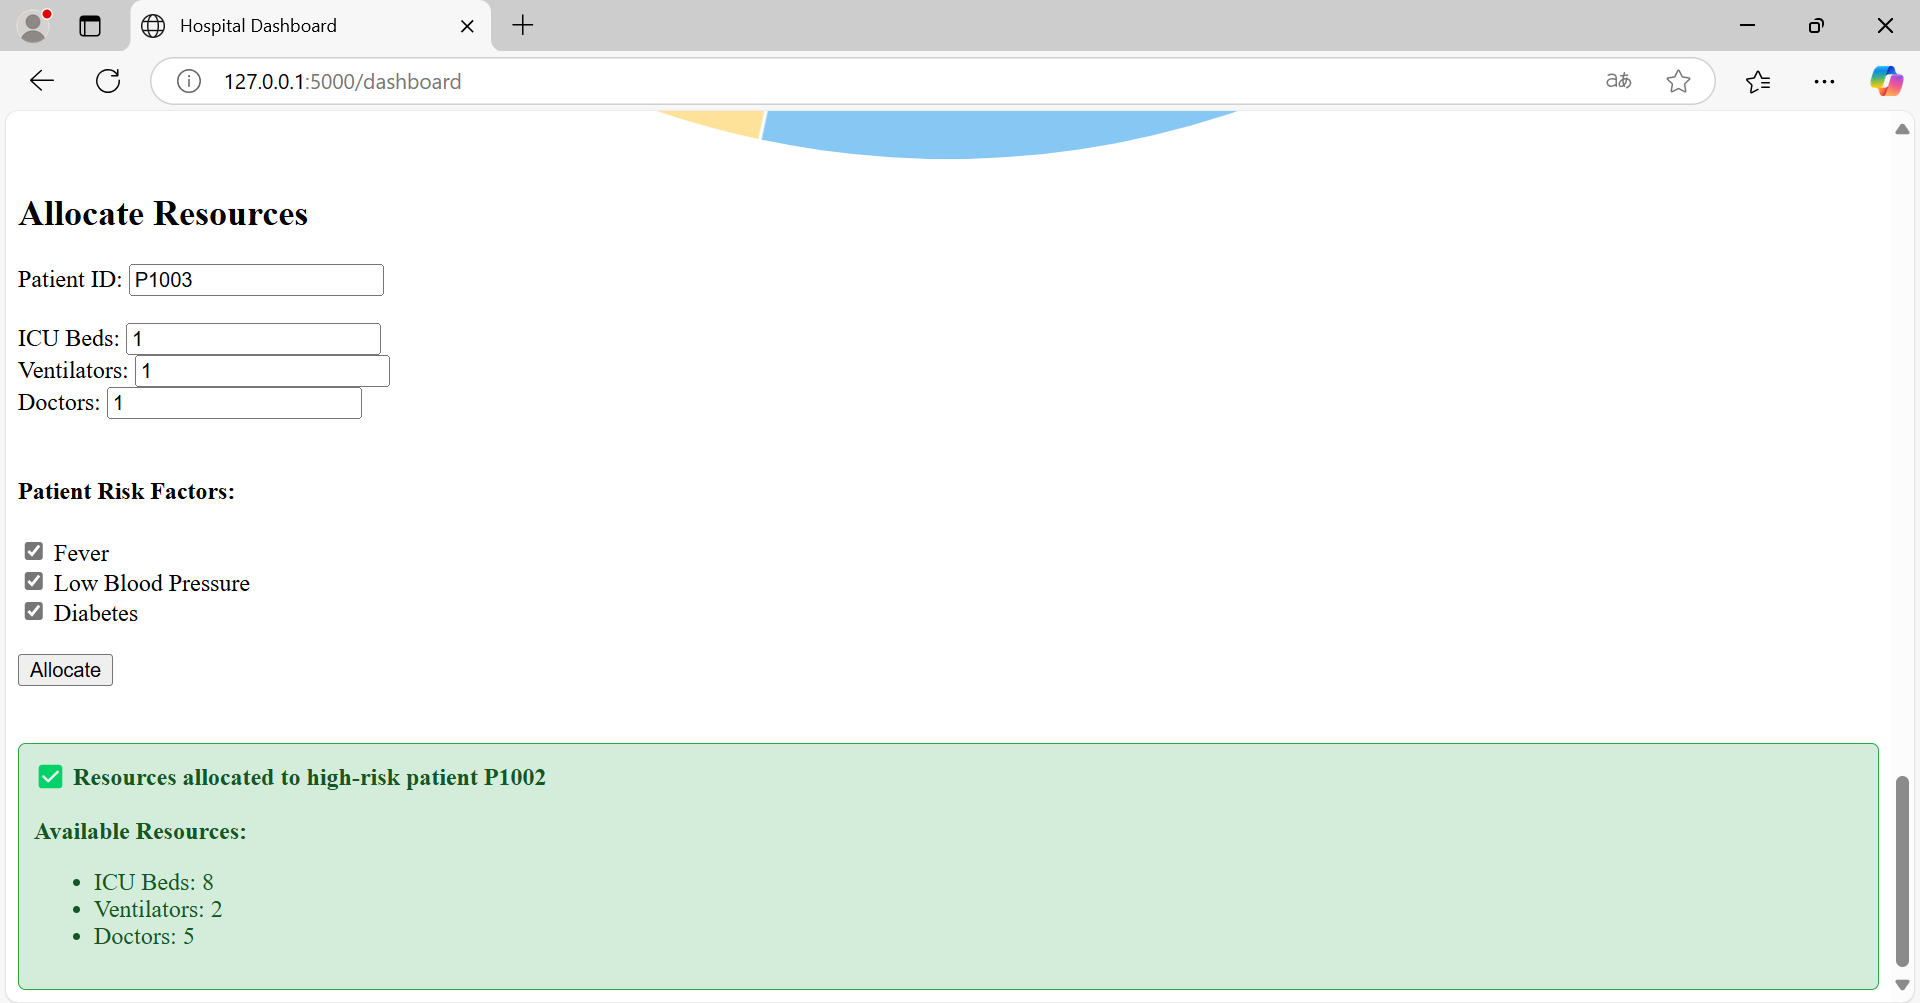 Hospital Dashboard
127.0.0.1:5000/dashboard
aあ
Allocate Resources
Patient ID: P1003
ICU Beds: 1
Ventilators: 1
Doctors: 1
Patient Risk Factors:
Fever
Low Blood Pressure
Diabetes
Allocate
Resources allocated to high-risk patient P1002
Available Resources:
• ICU Beds: 8
• Ventilators: 2
• Doctors: 5